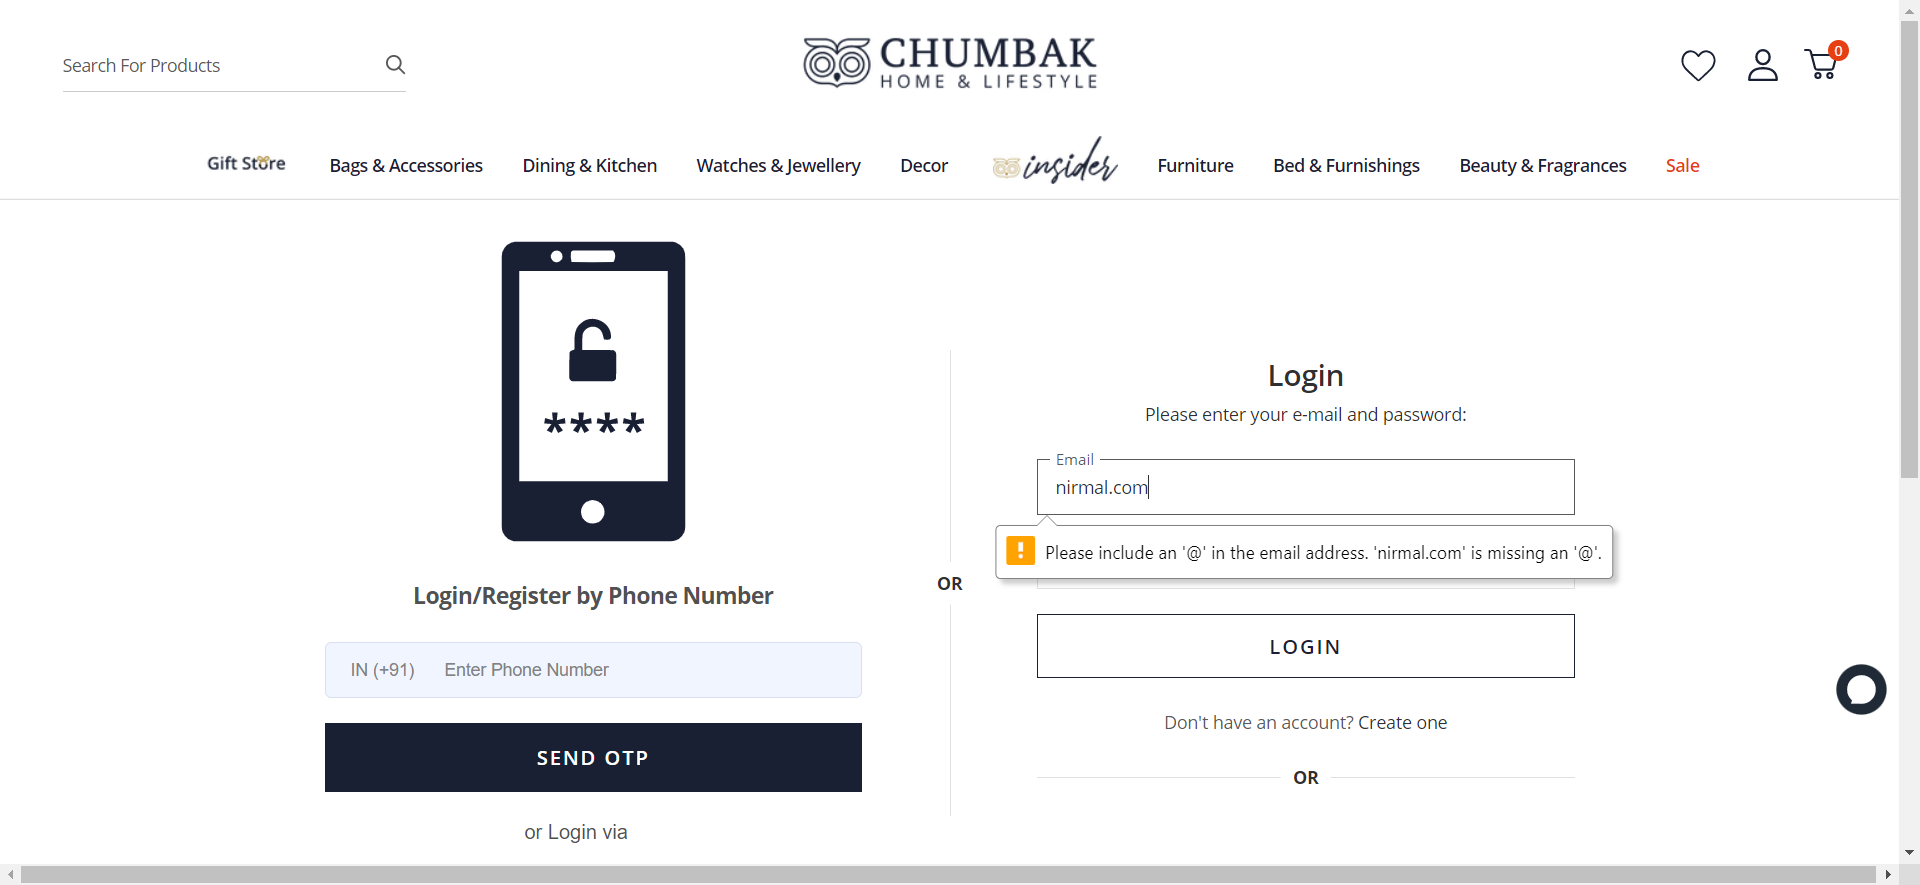 Search For Products
CHUMBAK
HOME & LIFESTYLE
0
Gift Store
Bags & Accessories
Dining & Kitchen
Watches & Jewellery
Decor
insider
Furniture
Bed & Furnishings
Beauty & Fragrances
Sale
****
Login/Register by Phone Number
IN (+91) Enter Phone Number
SEND OTP
or Login via
OR
Login
Please enter your e-mail and password:
Email
nirmal.com
Please include an '@' in the email address. 'nirmal.com' is missing an '@'.
LOGIN
Don't have an account? Create one
OR